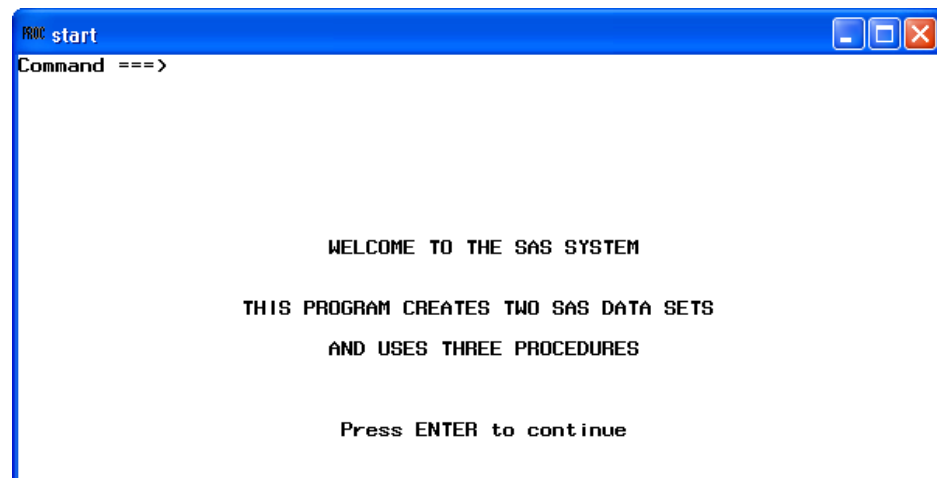 PROC start
Command ===>
WELCOME TO THE SAS SYSTEM
THIS PROGRAM CREATES TWO SAS DATA SETS
AND USES THREE PROCEDURES
Press ENTER to continue